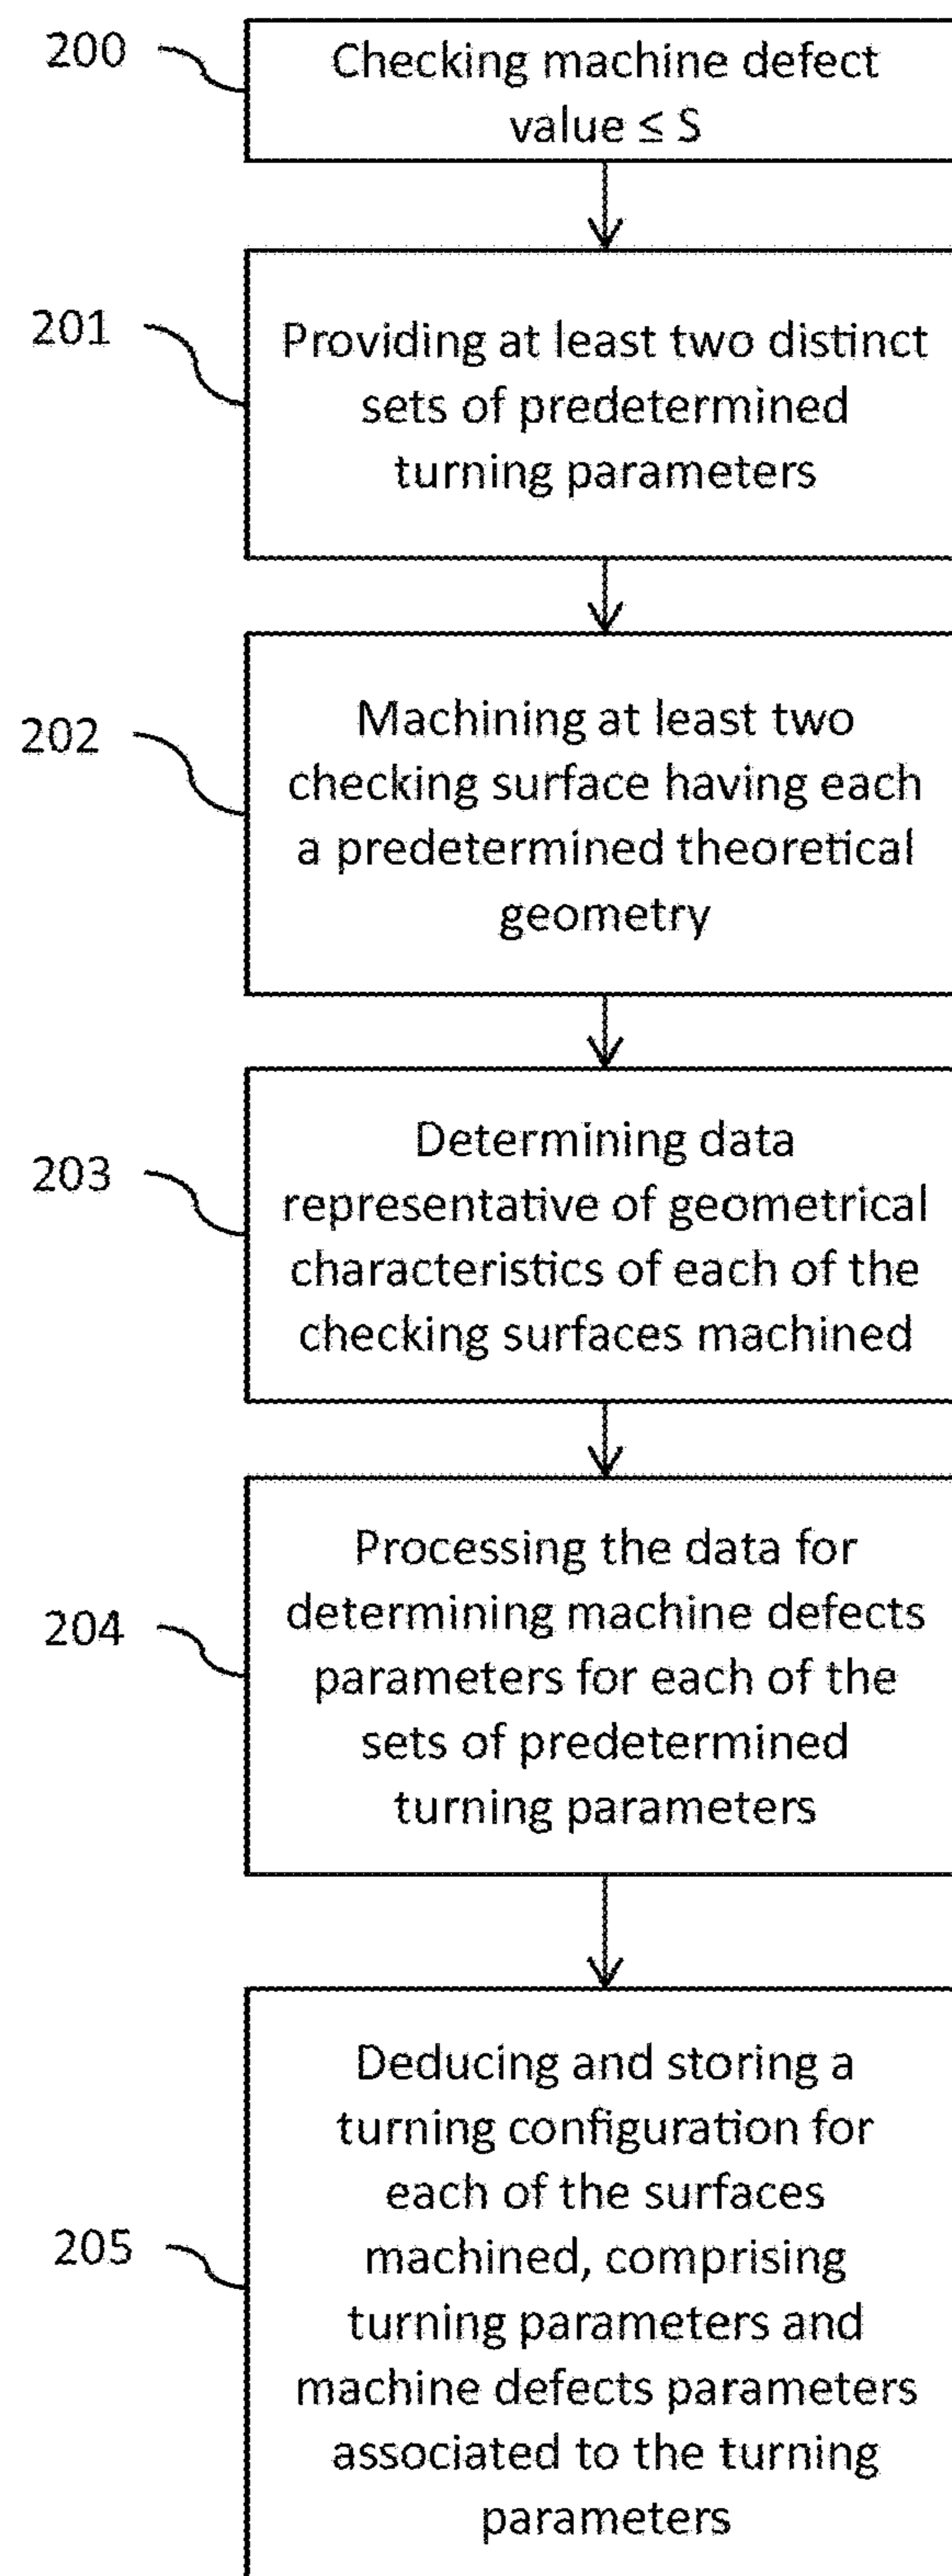 200
Checking machine defect
value ≤ S
201
Providing at least two distinct
sets of predetermined
turning parameters
202
Machining at least two
checking surface having each
a predetermined theoretical
geometry
203
Determining data
representative of geometrical
characteristics of each of the
checking surfaces machined
204
Processing the data for
determining machine defects
parameters for each of the
sets of predetermined
turning parameters
205
Deducing and storing a
turning configuration for
each of the surfaces
machined, comprising
turning parameters and
machine defects parameters
associated to the turning
parameters